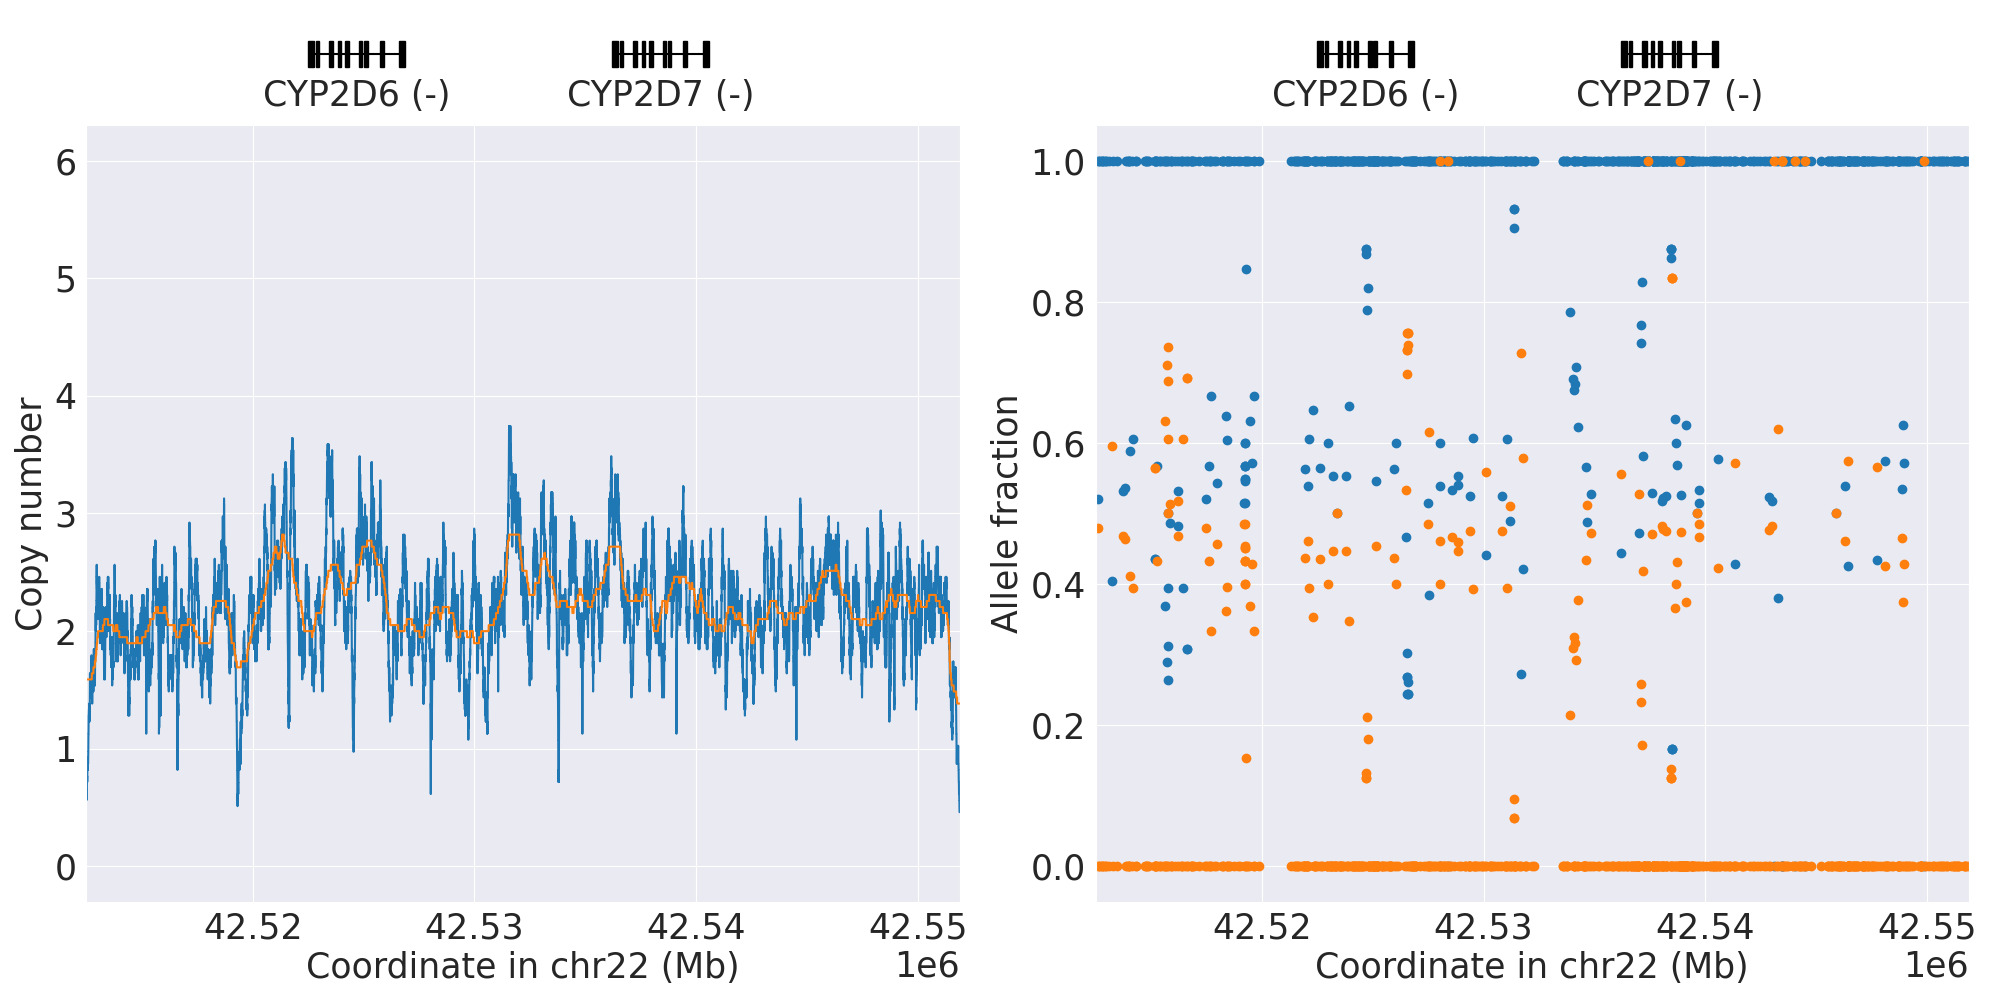 CYP2D6 (-) CYP2D7 (-)
CYP2D6 (-) CYP2D7 (-)
Copy number
6
5
4
3
2
1
0
42.52 42.53 42.54 42.55
Coordinate in chr22 (Mb) 1e6
Allele fraction
1.0
0.8
0.6
0.4
0.2
0.0
42.52 42.53 42.54 42.55
Coordinate in chr22 (Mb) 1e6